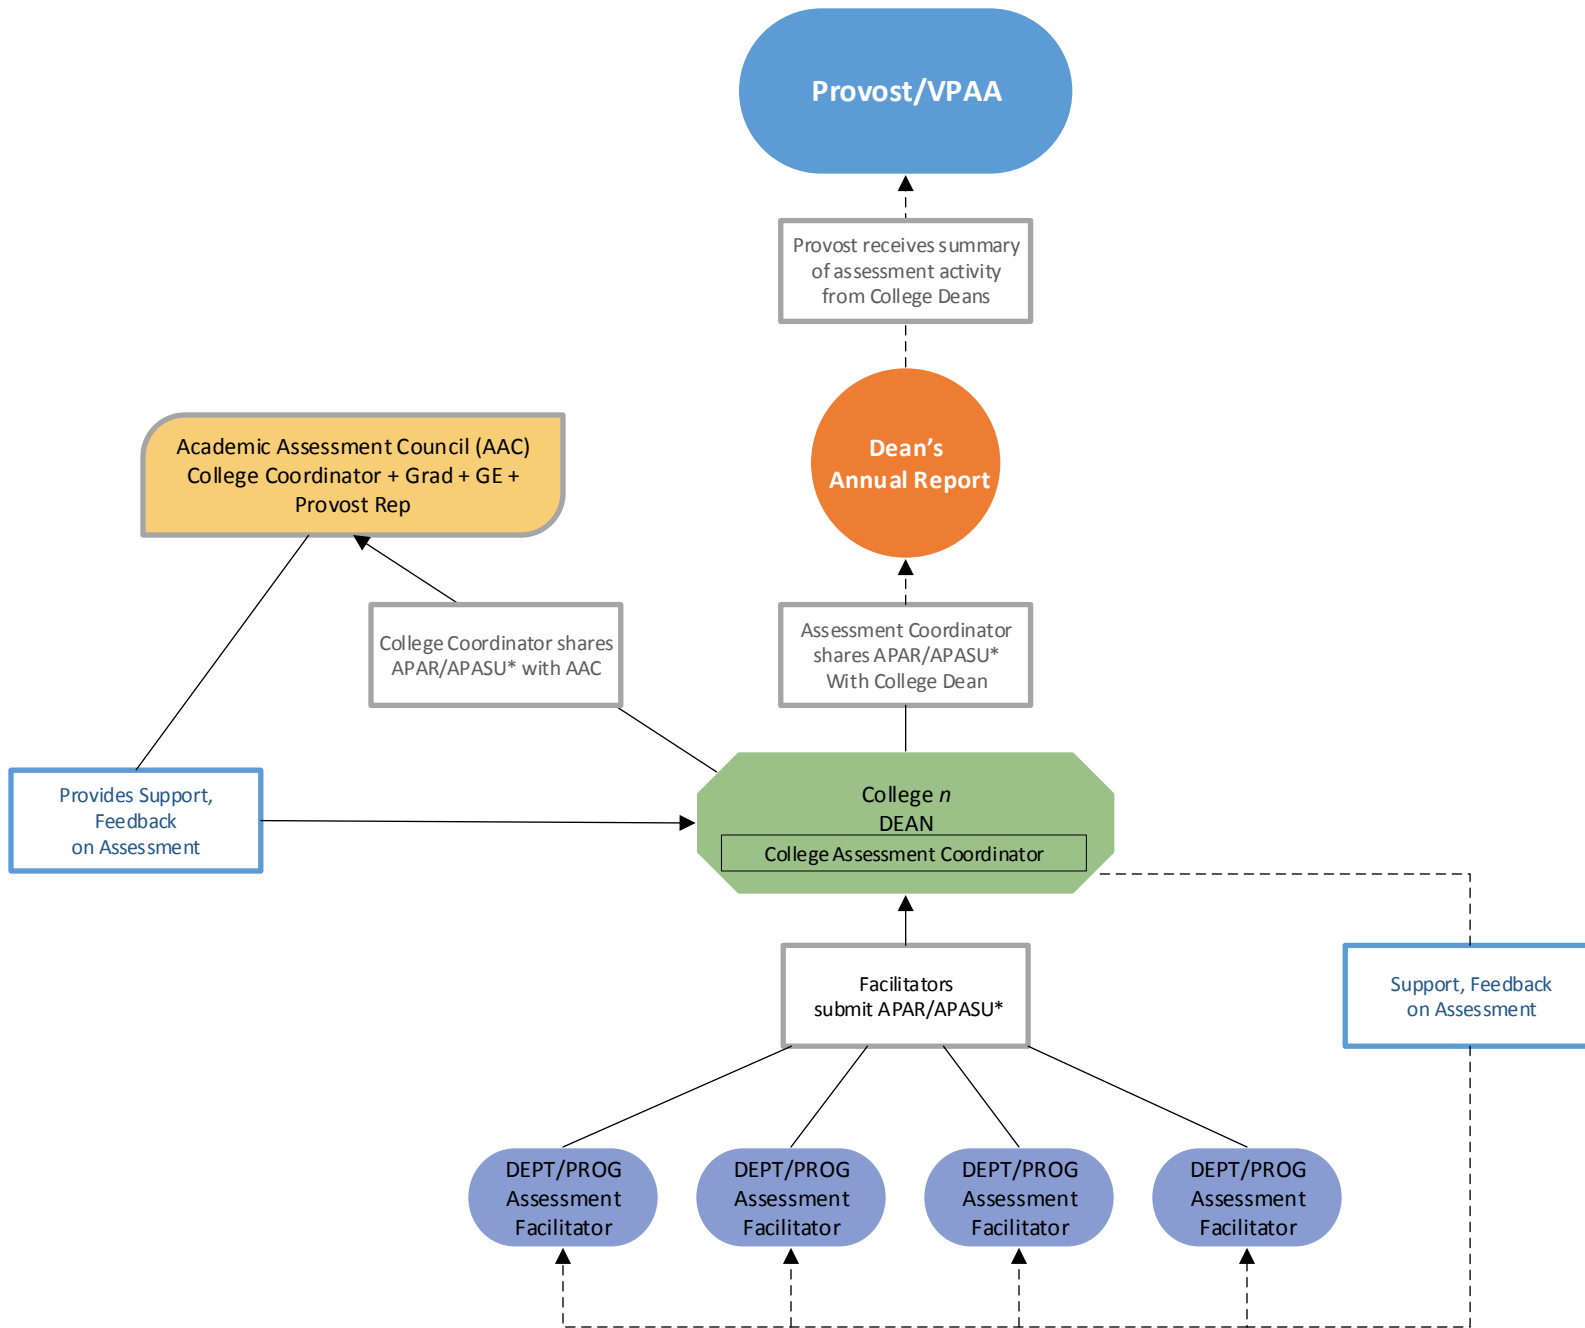 Provost/VPAA
Provost receives summary
of assessment activity
from College Deans
Dean's
Annual Report
Academic Assessment Council (AAC)
College Coordinator + Grad + GE +
Provost Rep
College Coordinator shares
APAR/APASU* with AAC
Assessment Coordinator
shares APAR/APASU*
With College Dean
Provides Support,
Feedback
on Assessment
College n
DEAN
College Assessment Coordinator
Facilitators
submit APAR/APASU*
Support, Feedback
on Assessment
DEPT/PROG
Assessment
Facilitator
DEPT/PROG
Assessment
Facilitator
DEPT/PROG
Assessment
Facilitator
DEPT/PROG
Assessment
Facilitator